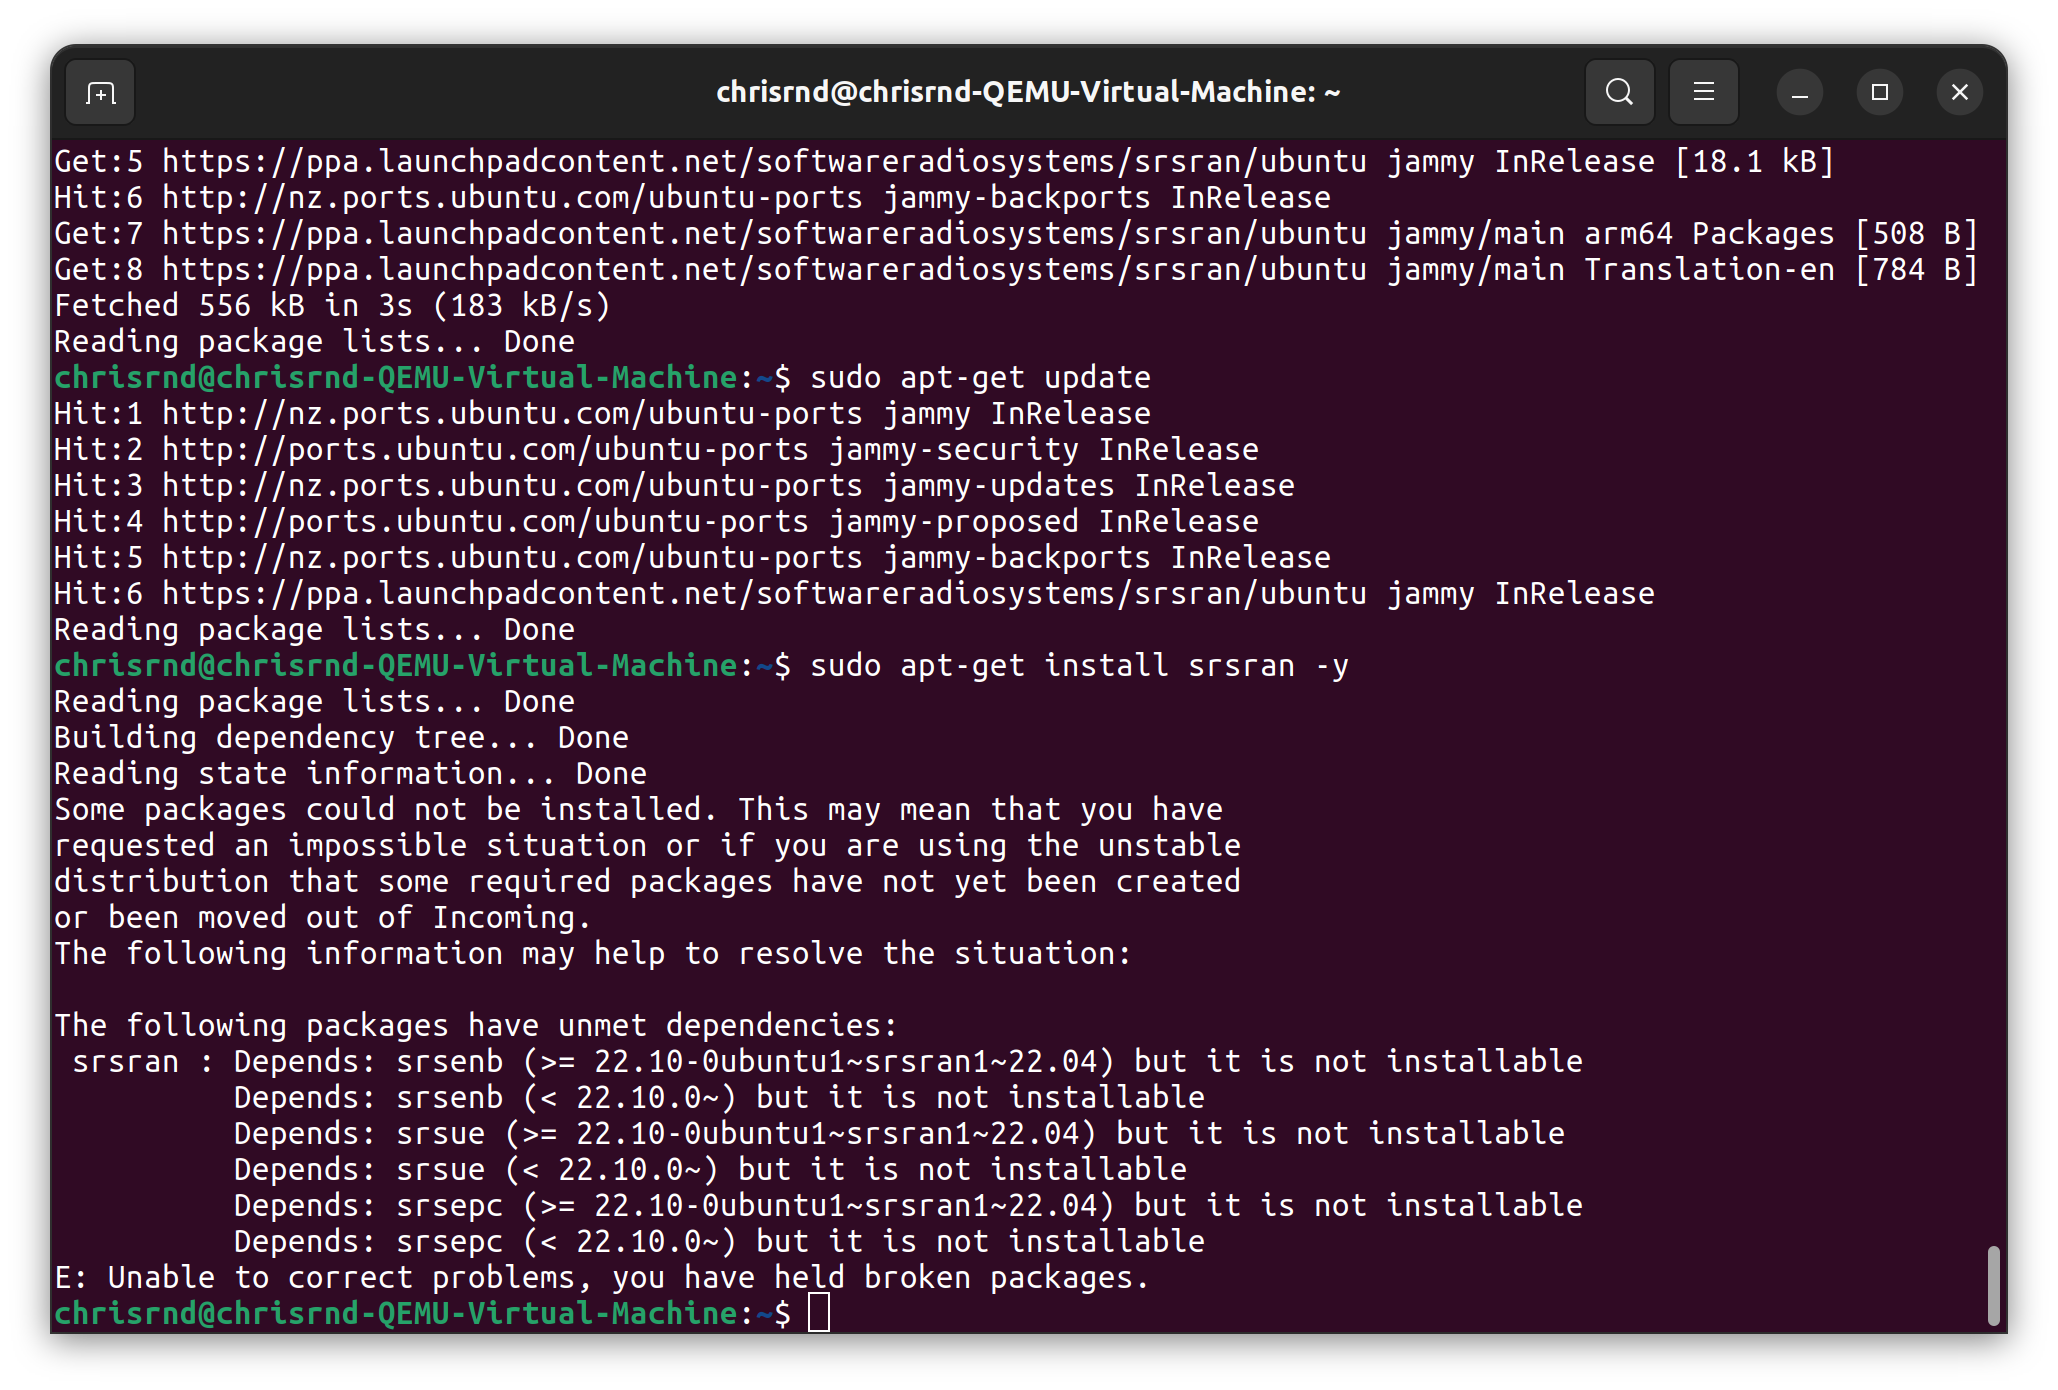 chrisrnd@chrisrnd-QEMU-Virtual-Machine: ~
Get:5 https://ppa.launchpadcontent.net/softwareradiosystems/srsran/ubuntu jammy InRelease [18.1 kB]
Hit:6 http://nz.ports.ubuntu.com/ubuntu-ports jammy-backports InRelease
Get:7 https://ppa.launchpadcontent.net/softwareradiosystems/srsran/ubuntu jammy/main arm64 Packages [508 B]
Get:8 https://ppa.launchpadcontent.net/softwareradiosystems/srsran/ubuntu jammy/main Translation-en [784 B]
Fetched 556 kB in 3s (183 kB/s)
Reading package lists... Done
chrisrnd@chrisrnd-QEMU-Virtual-Machine:~$ sudo apt-get update
Hit:1 http://nz.ports.ubuntu.com/ubuntu-ports jammy InRelease
Hit:2 http://ports.ubuntu.com/ubuntu-ports jammy-security InRelease
Hit:3 http://nz.ports.ubuntu.com/ubuntu-ports jammy-updates InRelease
Hit:4 http://ports.ubuntu.com/ubuntu-ports jammy-proposed InRelease
Hit:5 http://nz.ports.ubuntu.com/ubuntu-ports jammy-backports InRelease
Hit:6 https://ppa.launchpadcontent.net/softwareradiosystems/srsran/ubuntu jammy InRelease
Reading package lists... Done
chrisrnd@chrisrnd-QEMU-Virtual-Machine:~$ sudo apt-get install srsran -y
Reading package lists... Done
Building dependency tree... Done
Reading state information... Done
Some packages could not be installed. This may mean that you have
requested an impossible situation or if you are using the unstable
distribution that some required packages have not yet been created
or been moved out of Incoming.
The following information may help to resolve the situation:
The following packages have unmet dependencies:
srsran : Depends: srsenb (>= 22.10-0ubuntu1~srsran1~22.04) but it is not installable
Depends: srsenb (< 22.10.0~) but it is not installable
Depends: srsue (>= 22.10-0ubuntu1~srsran1~22.04) but it is not installable
Depends: srsue (< 22.10.0~) but it is not installable
Depends: srsepc (>= 22.10-0ubuntu1~srsran1~22.04) but it is not installable
Depends: srsepc (< 22.10.0~) but it is not installable
E: Unable to correct problems, you have held broken packages.
chrisrnd@chrisrnd-QEMU-Virtual-Machine:~$